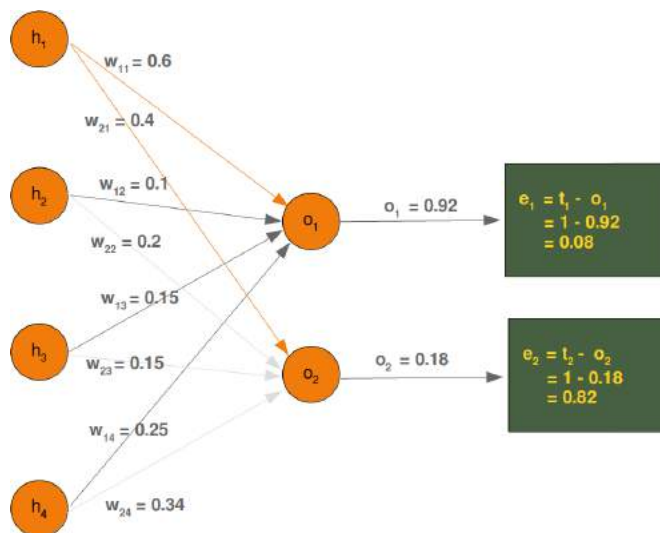 h1
w11 = 0.6
w21 = 0.4
h2
w12 = 0.1
w22 = 0.2
o1
o1 = 0.92
e1 = t1 - o1
= 1 - 0.92
= 0.08
w13 = 0.15
h3
w23 = 0.15
o2
o2 = 0.18
e2 = t2 - o2
= 1 - 0.18
= 0.82
w14 = 0.25
h4
w24 = 0.34